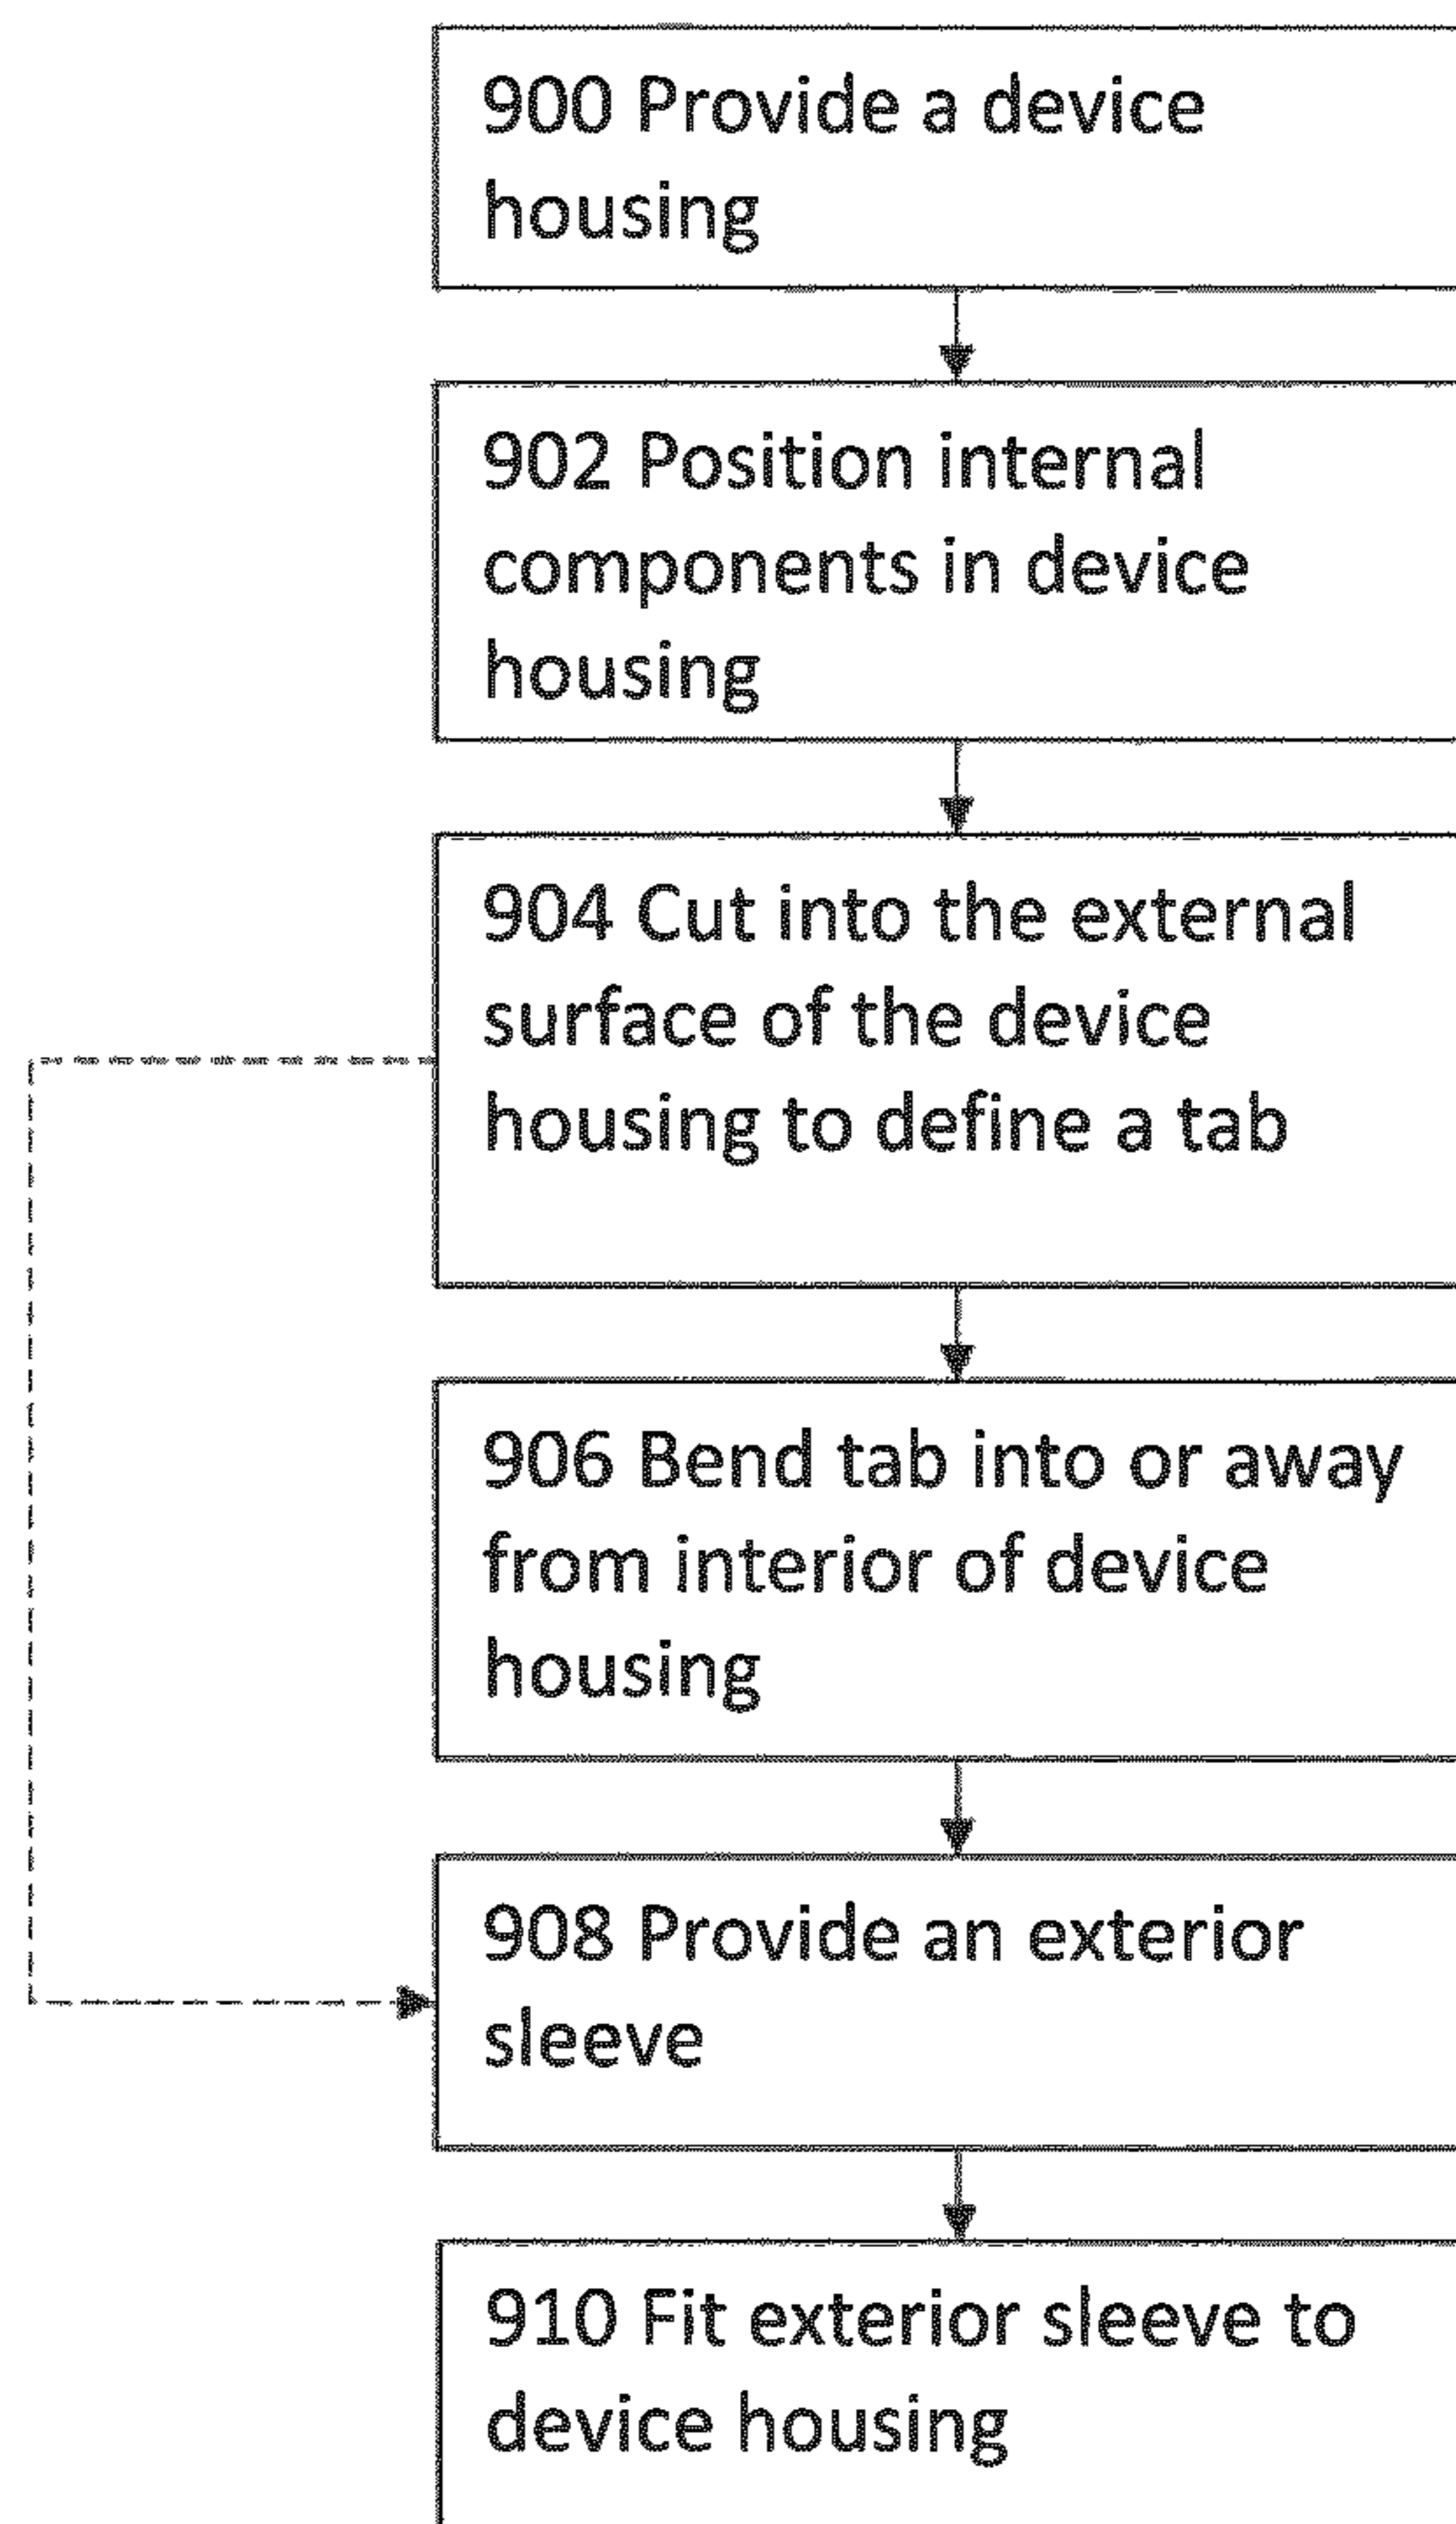 900 Provide a device
housing
902 Position internal
components in device
housing
904 Cut into the external
surface of the device
housing to define a tab
906 Bend tab into or away
from interior of device
housing
908 Provide an exterior
sleeve
910 Fit exterior sleeve to
device housing